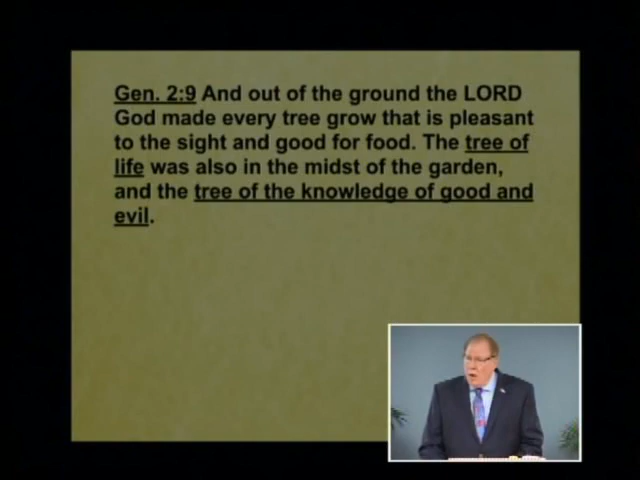 Gen. 2:9 And out of the ground the LORD
God made every tree grow that is pleasant
to the sight and good for food. The tree of
life was also in the midst of the garden,
and the tree of the knowledge of good and
evil.